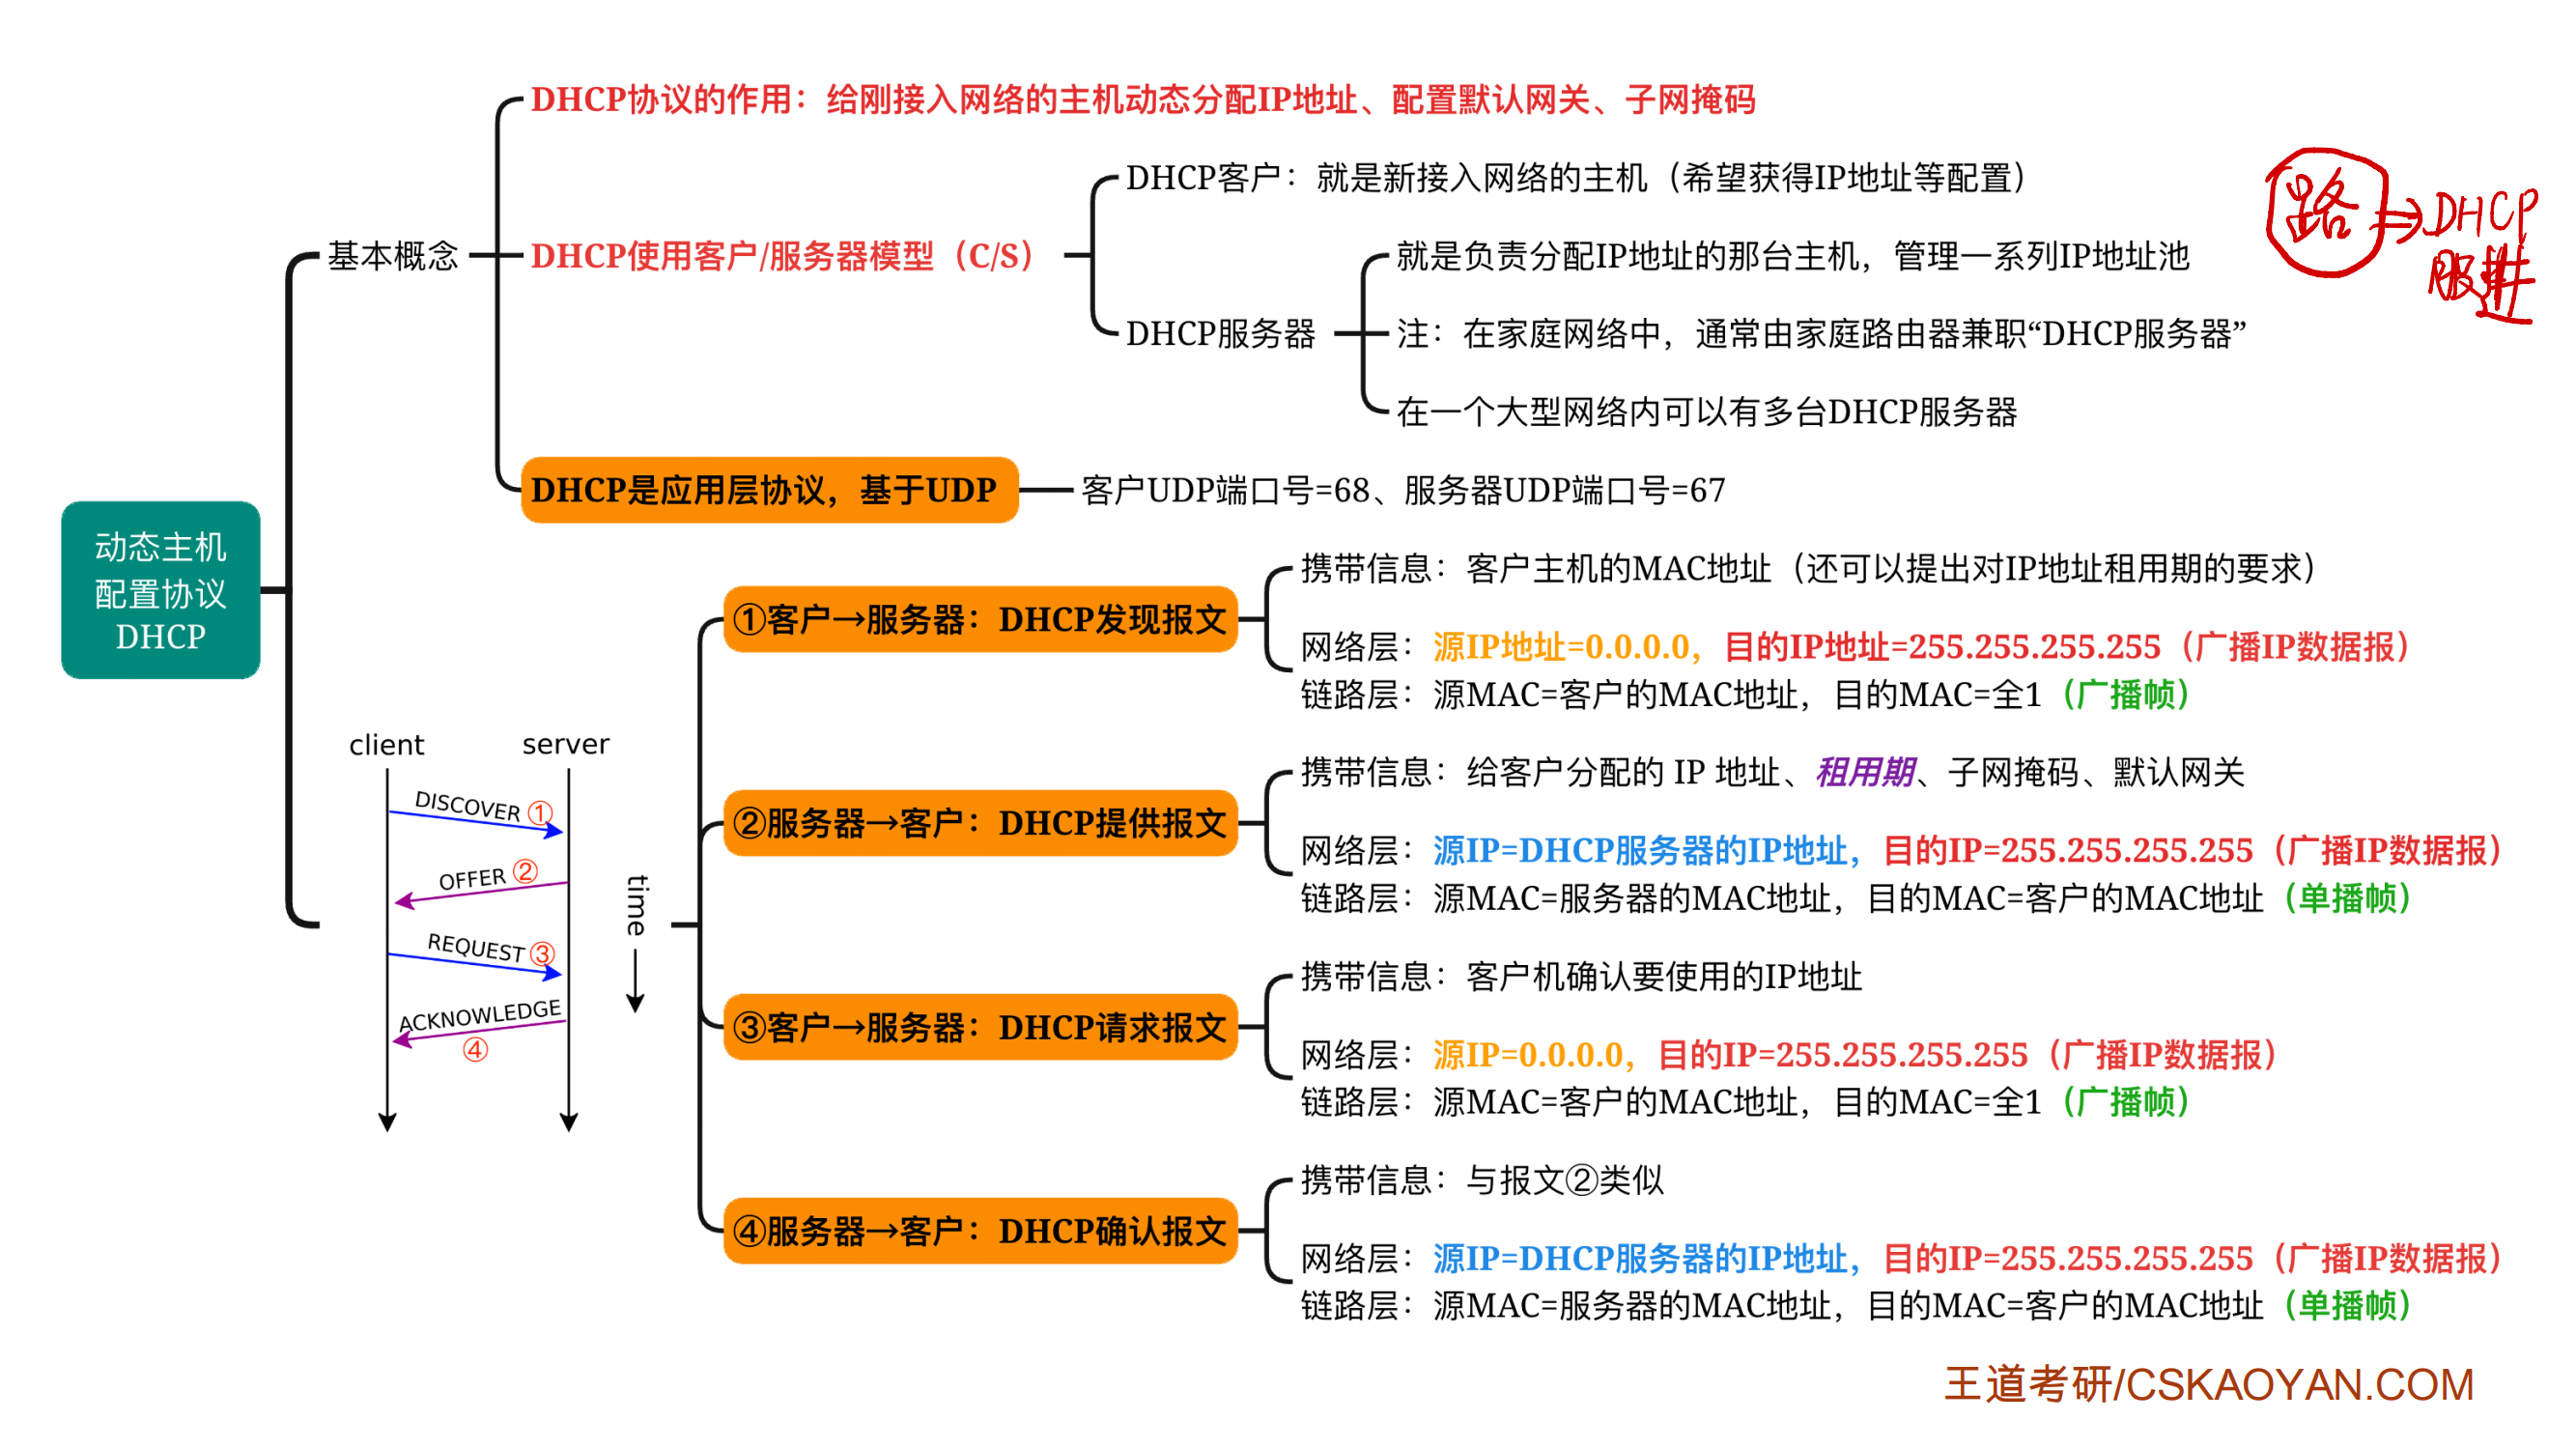 DHCP协议的作用：给刚接入网络的主机动态分配IP地址、配置默认网关、子网掩码
DHCP客户：就是新接入网络的主机（希望获得IP地址等配置）
路
DHCP
基本概念
DHCP使用客户/服务器模型（C/S）
就是负责分配IP地址的那台主机，管理一系列IP地址池
DHCP服务器
注：在家庭网络中，通常由家庭路由器兼职“DHCP服务器”
在一个大型网络内可以有多台DHCP服务器
DHCP是应用层协议，基于UDP
客户UDP端口号=68、服务器UDP端口号=67
动态主机
配置协议
DHCP
①客户→服务器：DHCP发现报文
携带信息：客户主机的MAC地址（还可以提出对IP地址租用期的要求）
网络层：源IP地址=0.0.0.0，目的IP地址=255.255.255.255（广播IP数据报）
链路层：源MAC=客户的MAC地址，目的MAC=全1（广播帧）
client
server
DISCOVER ①
OFFER ②
REQUEST ③
ACKNOWLEDGE
④
time
②服务器→客户：DHCP提供报文
携带信息：给客户分配的 IP 地址、租用期、子网掩码、默认网关
网络层：源IP=DHCP服务器的IP地址，目的IP=255.255.255.255（广播IP数据报）
链路层：源MAC=服务器的MAC地址，目的MAC=客户的MAC地址（单播帧）
③客户→服务器：DHCP请求报文
携带信息：客户机确认要使用的IP地址
网络层：源IP=0.0.0.0，目的IP=255.255.255.255（广播IP数据报）
链路层：源MAC=客户的MAC地址，目的MAC=全1（广播帧）
④服务器→客户：DHCP确认报文
携带信息：与报文②类似
网络层：源IP=DHCP服务器的IP地址，目的IP=255.255.255.255（广播IP数据报）
链路层：源MAC=服务器的MAC地址，目的MAC=客户的MAC地址（单播帧）
王道考研/CSKAOYAN.COM